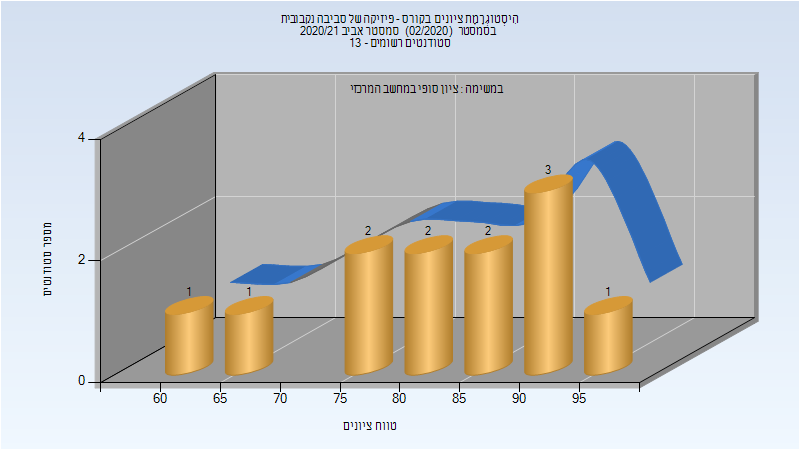 היסטוגרמת ציונים בקורס - פיזיקה של סביבה נקבובית
בסמסטר (02/2020) סמסטר אביב 2020/21
סטודנטים רשומים - 13
במשימה : ציון סופי במחשב המרכזי
מספר סטודנטים
4
2
0
1
1
2
2
2
3
1
60 65 70 75 80 85 90 95
טווח ציונים